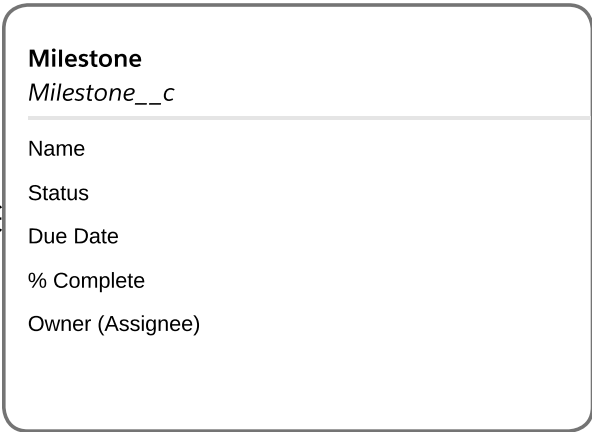 Milestone
Milestone__c
Name
Status
Due Date
% Complete
Owner (Assignee)